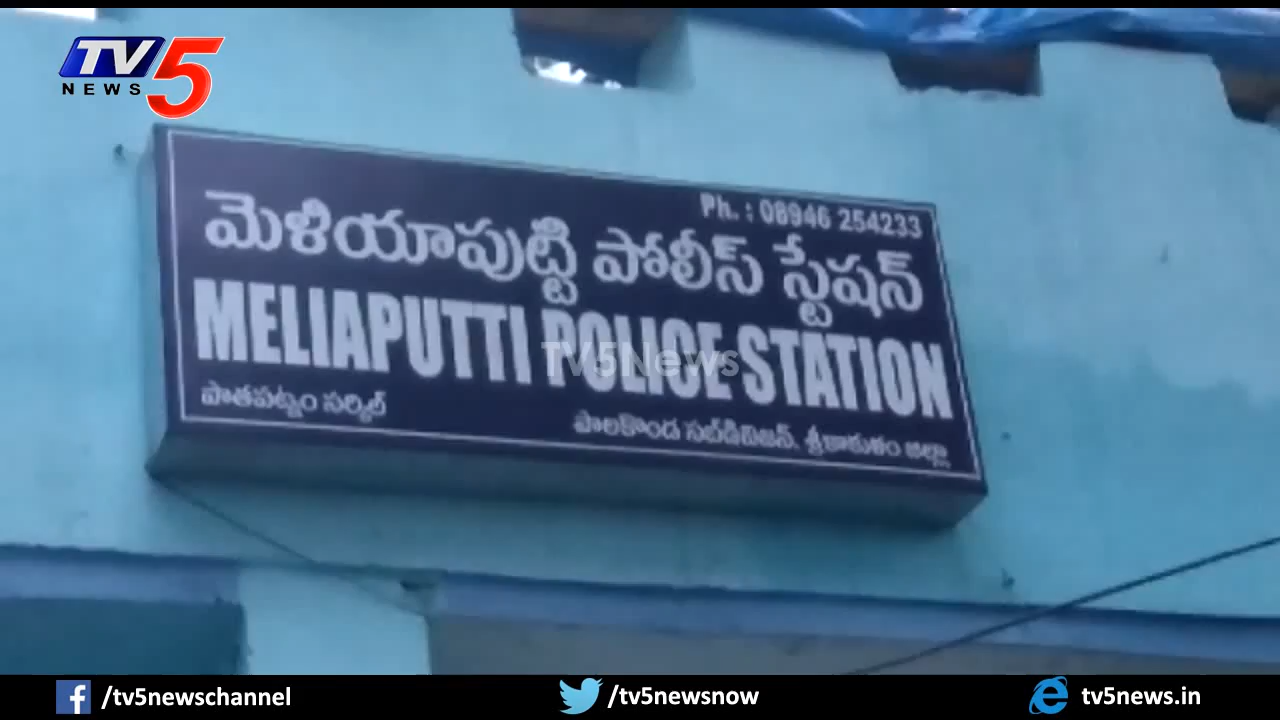 TV5
NEWS
Ph. : 08946 254233
మెళియాపుట్టి పోలీస్ స్టేషన్
MELIAPUTTI POLICE STATION
TV5News
పాతపట్నం సర్కిల్
పాలకొండ సబ్‌డివిజన్, శ్రీకాకుళం జిల్లా
/tv5newschannel
/tv5newsnow
tv5news.in